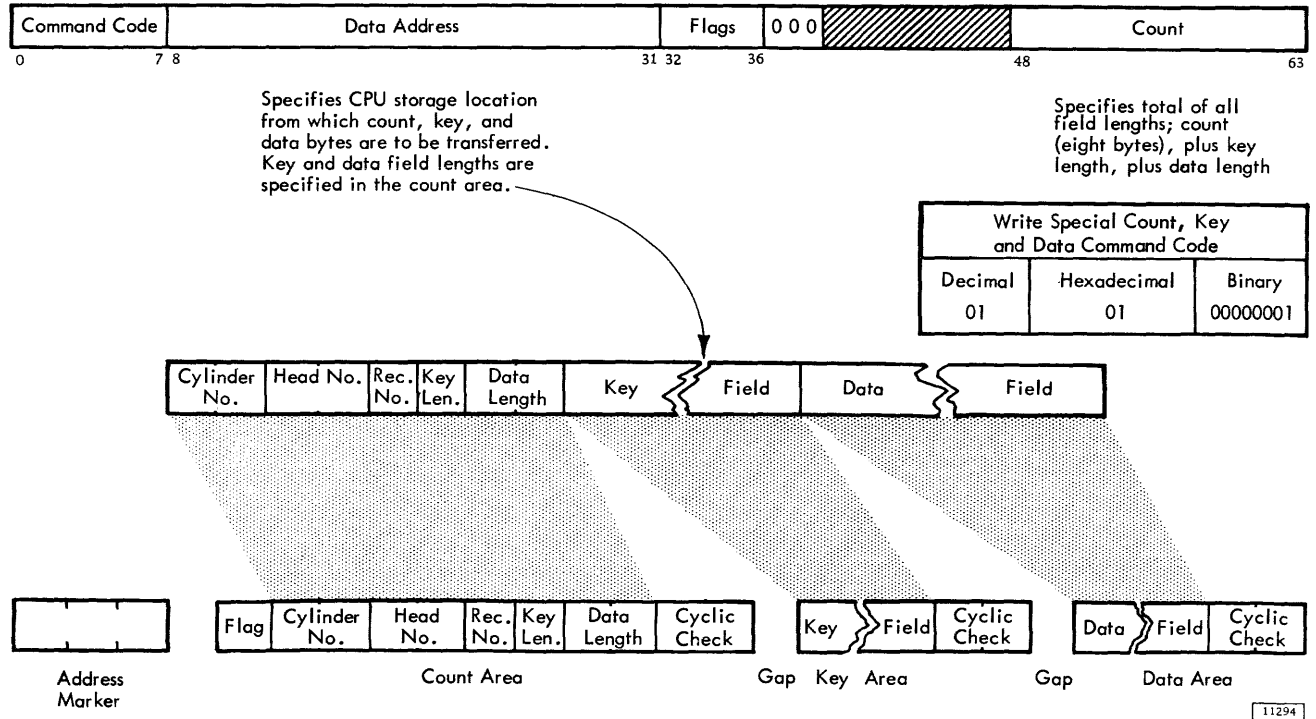 Command Code Data Address Flags 0 0 0 Count
0 7 8 31 32 36 48 63
Specifies CPU storage location
from which count, key, and
data bytes are to be transferred.
Key and data field lengths are
specified in the count area.
Specifies total of all
field lengths; count
(eight bytes), plus key
length, plus data length
Write Special Count, Key
and Data Command Code
Decimal Hexadecimal Binary
01 01 00000001
Cylinder No. Head No. Rec. No. Key Len. Data Length Key Field Data Field
Flag Cylinder No. Head No. Rec. No. Key Len. Data Length Cyclic Check Key Field Cyclic Check Data Field Cyclic Check
Address Marker Count Area Gap Key Area Gap Data Area
11294